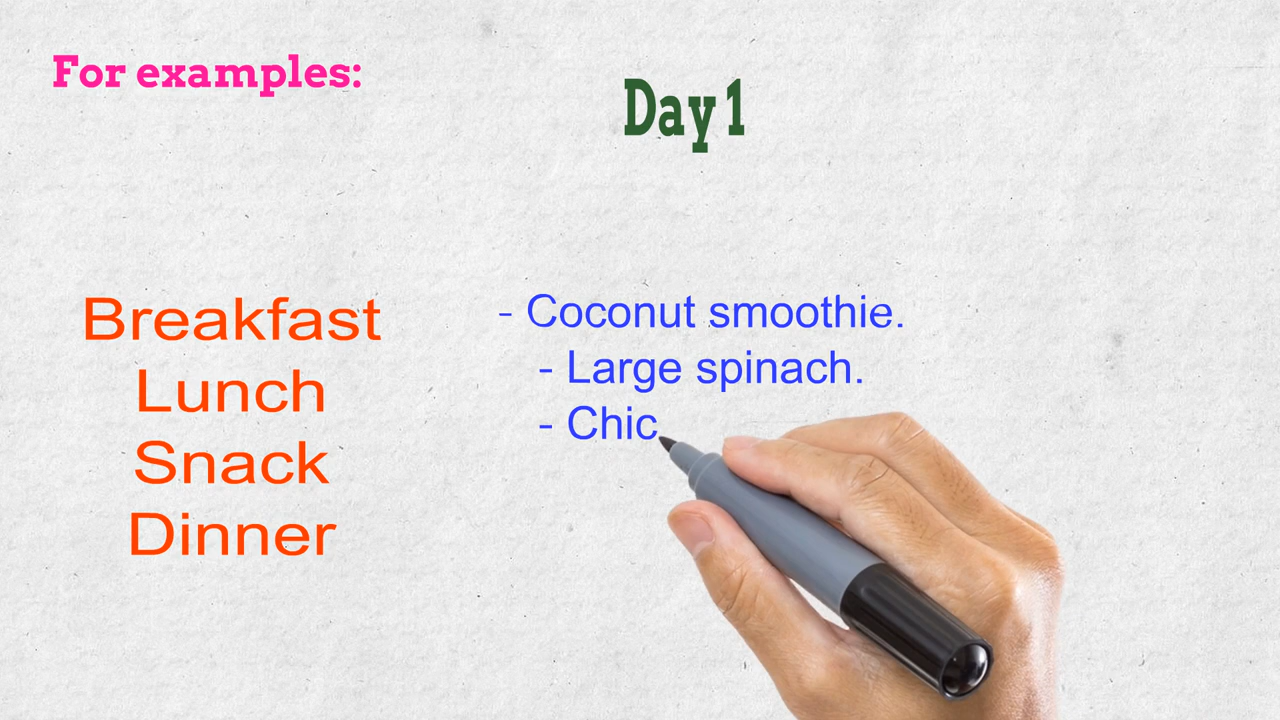 For examples:
Day 1
Breakfast
Lunch
Snack
Dinner
- Coconut smoothie.
- Large spinach.
- Chic